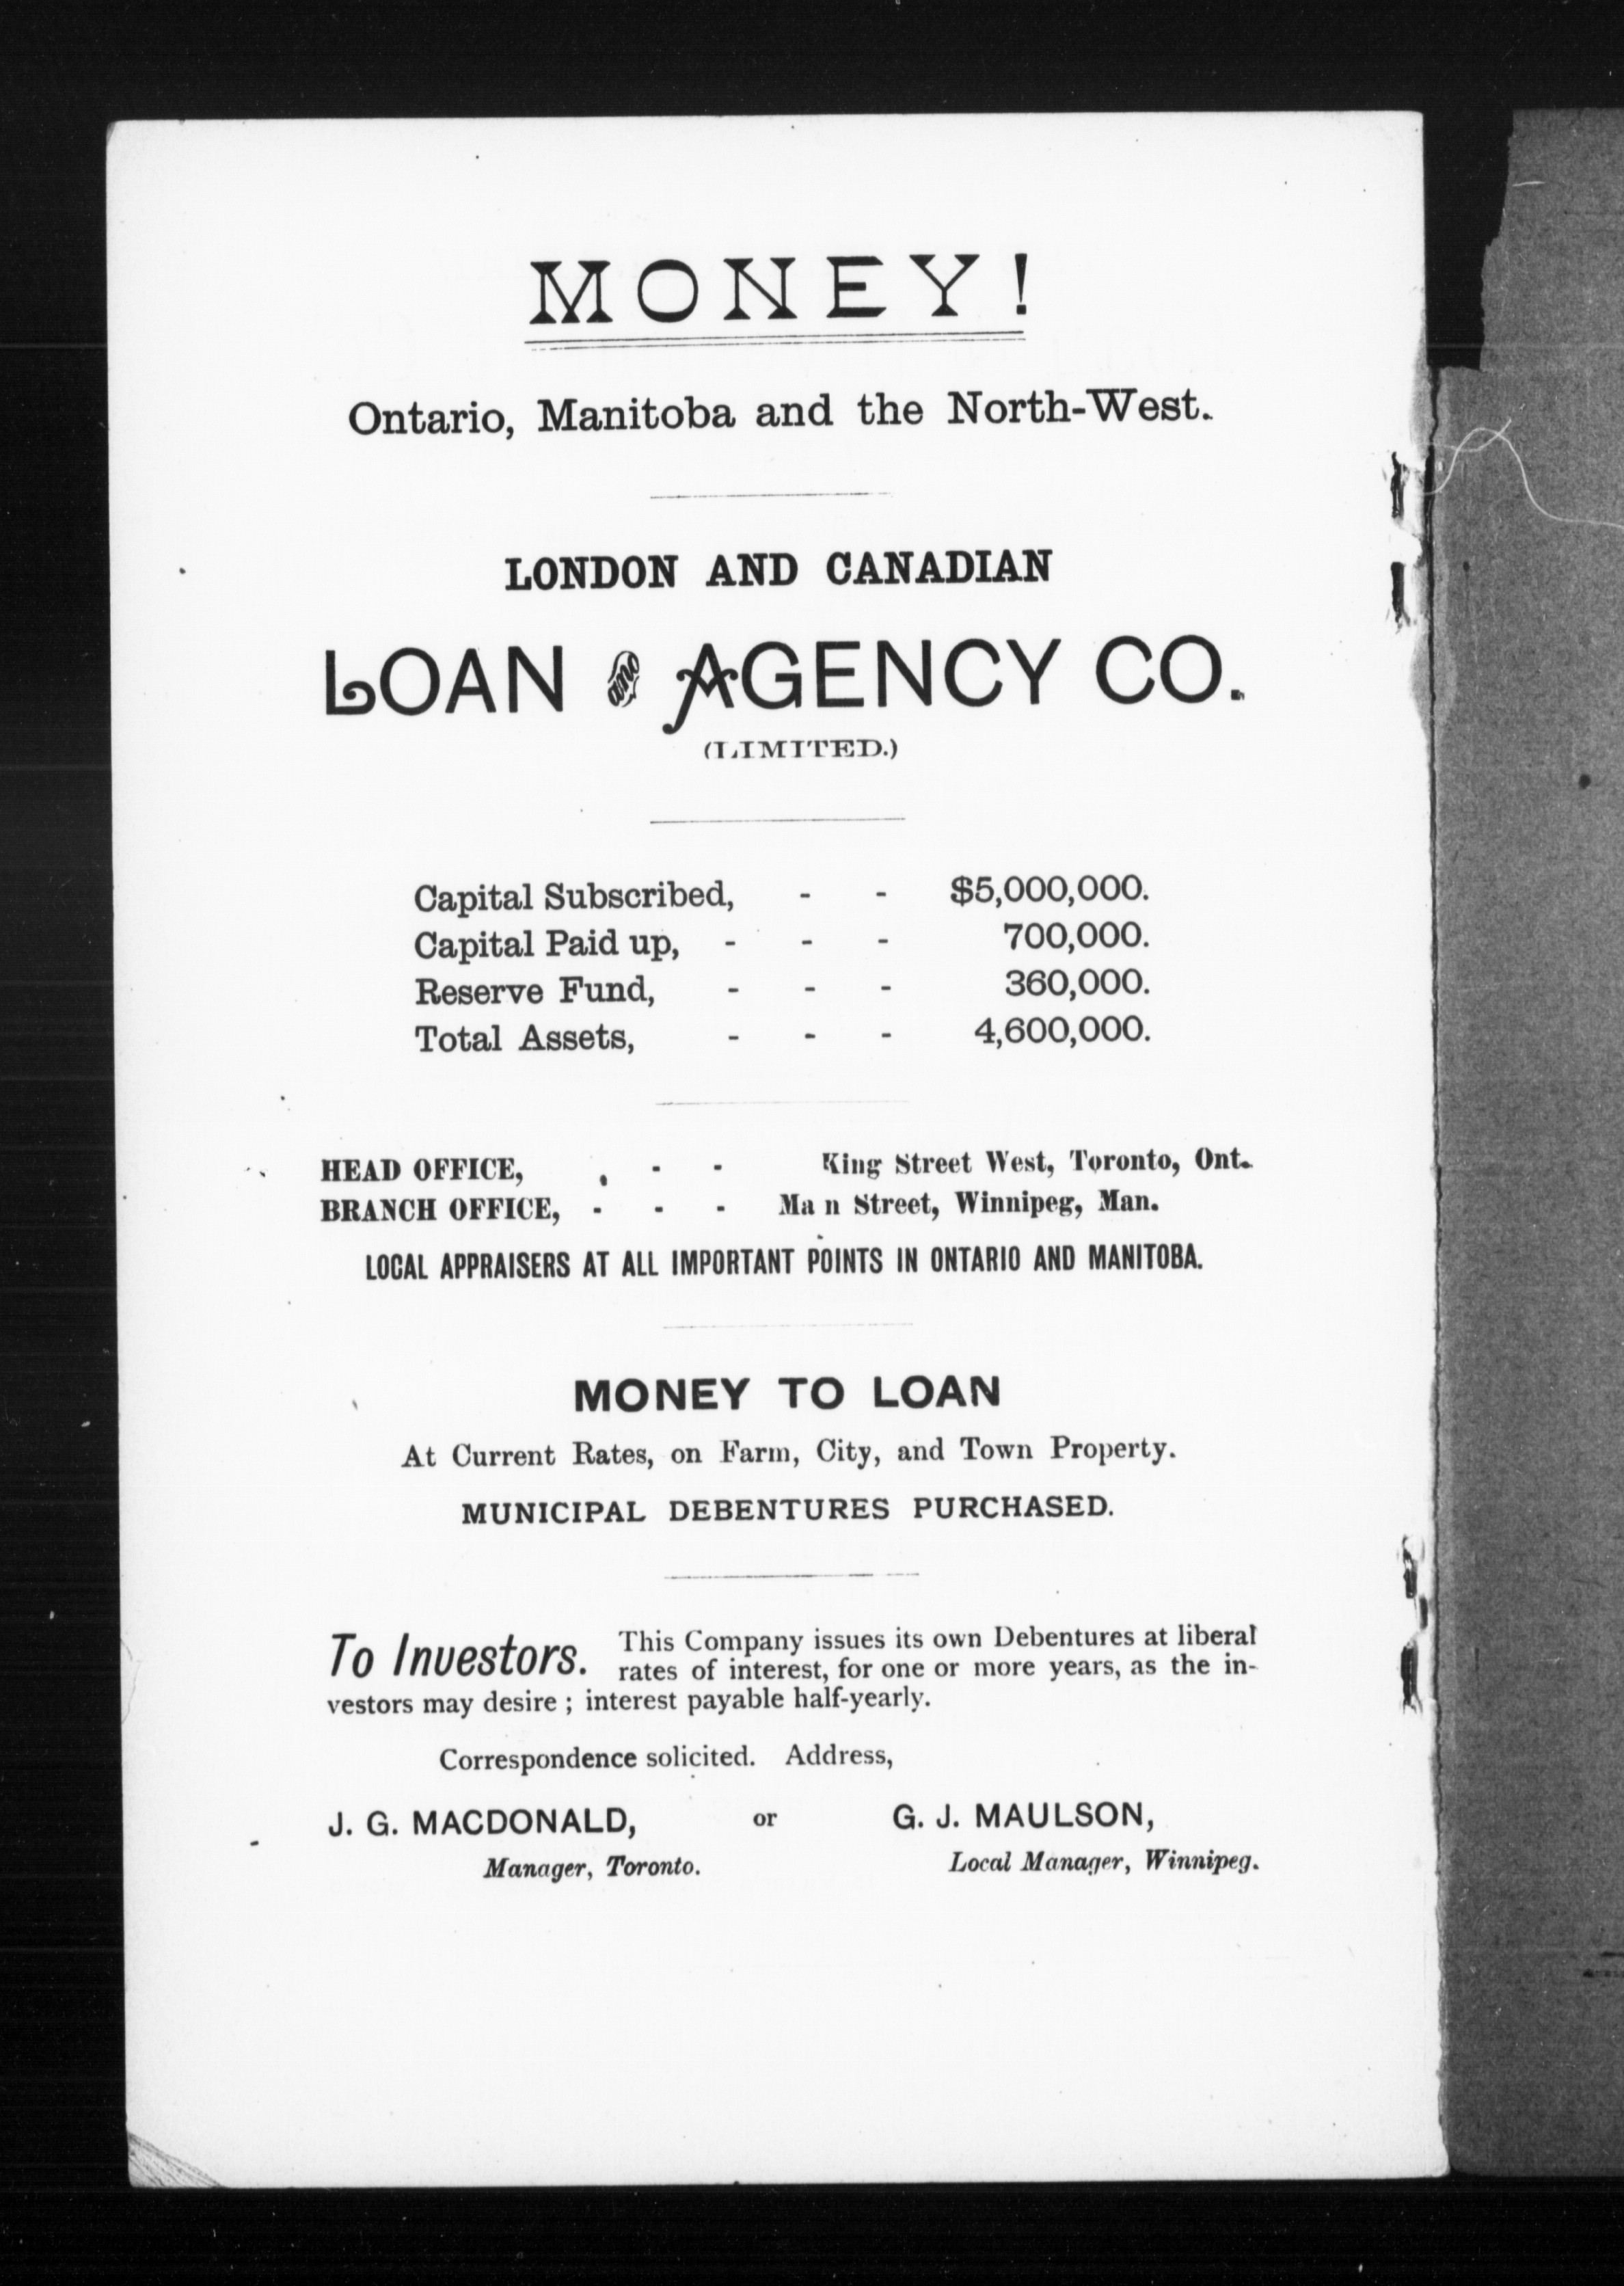 MONEY!
Ontario, Manitoba and the North-West.
LONDON AND CANADIAN
LOAN AND AGENCY CO.
(LIMITED.)
Capital Subscribed, - - $5,000,000.
Capital Paid up, - - - 700,000.
Reserve Fund, - - - 360,000.
Total Assets, - - - 4,600,000.
HEAD OFFICE, . - - King Street West, Toronto, Ont.
BRANCH OFFICE, - - - Ma n Street, Winnipeg, Man.
LOCAL APPRAISERS AT ALL IMPORTANT POINTS IN ONTARIO AND MANITOBA.
MONEY TO LOAN
At Current Rates, on Farm, City, and Town Property.
MUNICIPAL DEBENTURES PURCHASED.
To Investors. This Company issues its own Debentures at liberal
rates of interest, for one or more years, as the in-
vestors may desire ; interest payable half-yearly.
Correspondence solicited. Address,
J. G. MACDONALD, or G. J. MAULSON,
Manager, Toronto. Local Manager, Winnipeg.